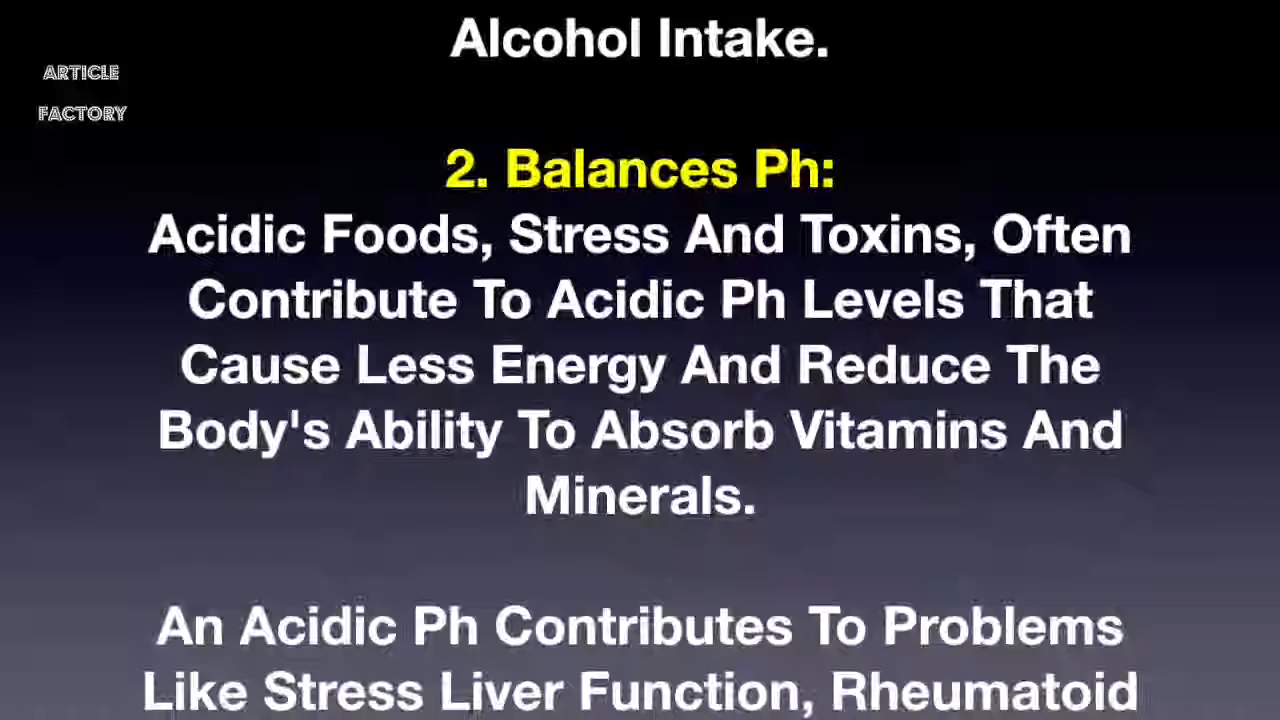 Alcohol Intake.
ARTICLE
FACTORY
2. Balances Ph:
Acidic Foods, Stress And Toxins, Often
Contribute To Acidic Ph Levels That
Cause Less Energy And Reduce The
Body's Ability To Absorb Vitamins And
Minerals.
An Acidic Ph Contributes To Problems
Like Stress Liver Function, Rheumatoid